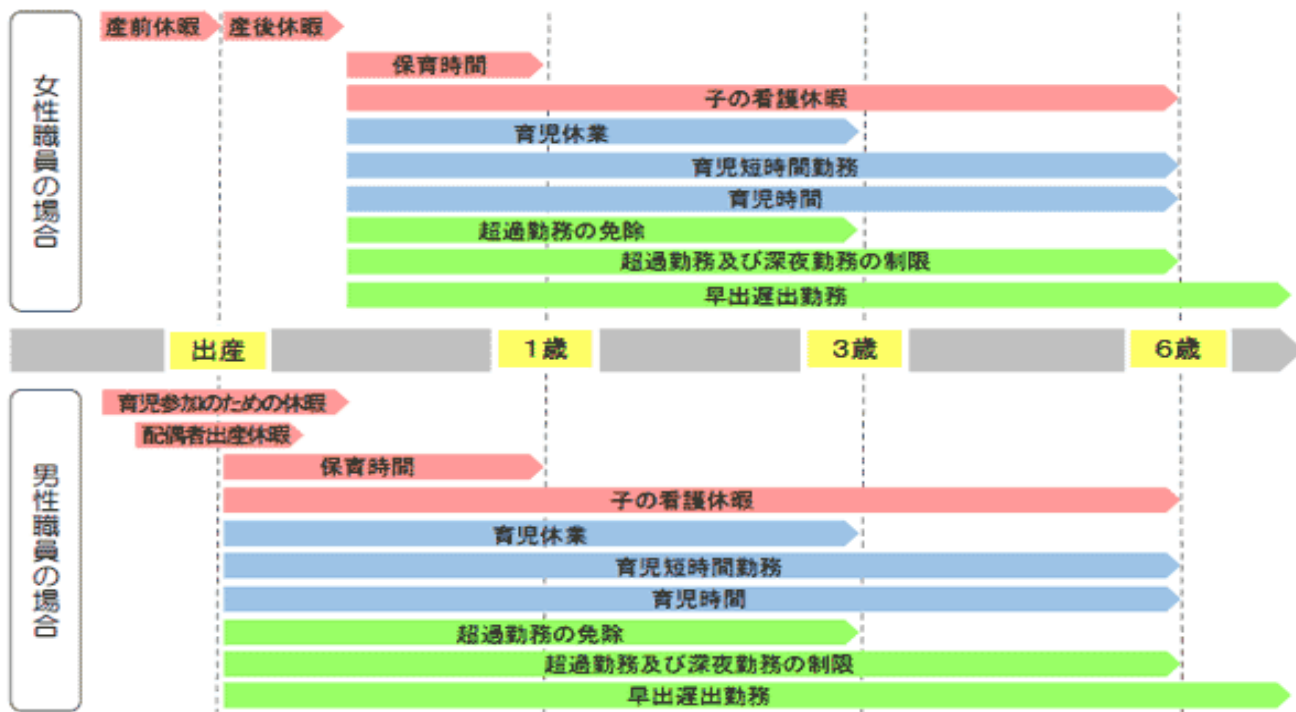 女性職員の場合
産前休暇
産後休暇
保育時間
子の看護休暇
育児休業
育児短時間勤務
育児時間
超過勤務の免除
超過勤務及び深夜勤務の制限
早出遅出勤務
出産
1歳
3歳
6歳
男性職員の場合
育児参加のための休暇
配偶者出産休暇
保育時間
子の看護休暇
育児休業
育児短時間勤務
育児時間
超過勤務の免除
超過勤務及び深夜勤務の制限
早出遅出勤務